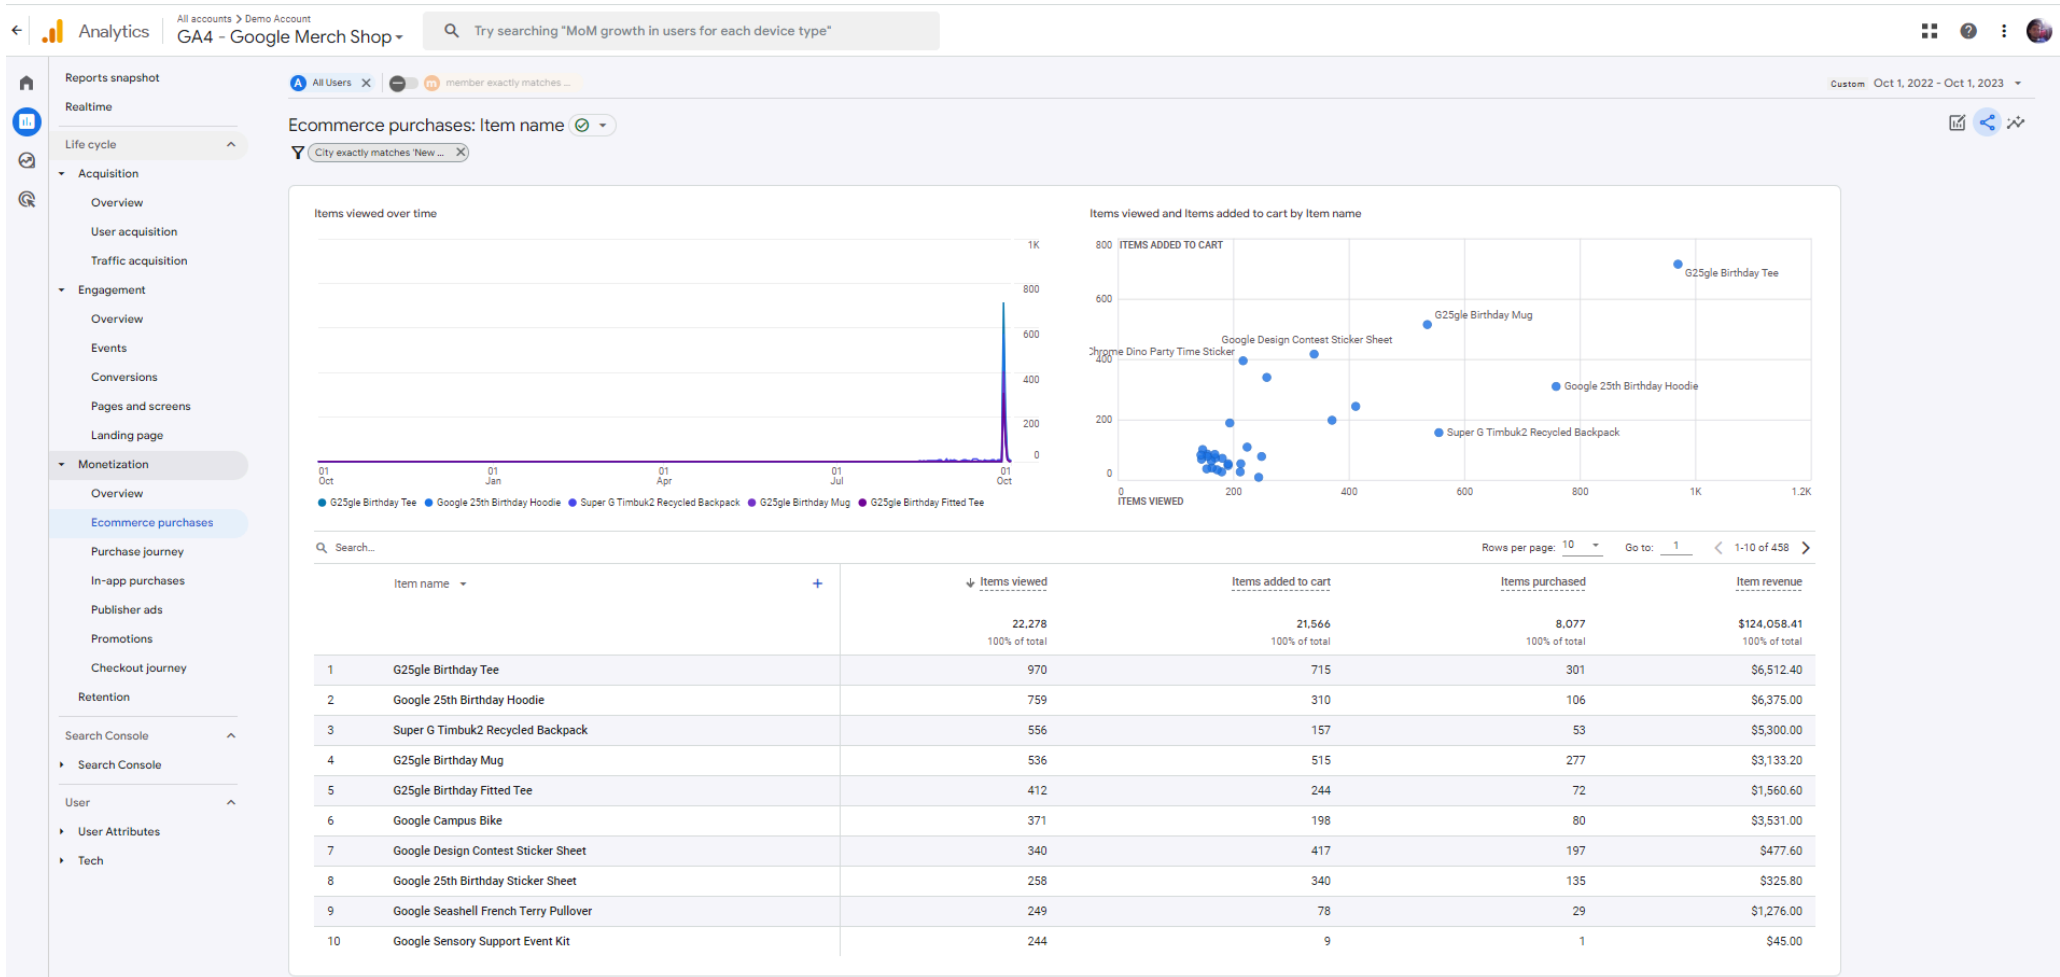 Analytics
All accounts > Demo Account
GA4 - Google Merch Shop
Try searching "MoM growth in users for each device type"
Reports snapshot
Realtime
Life cycle
Acquisition
Overview
User acquisition
Traffic acquisition
Engagement
Overview
Events
Conversions
Pages and screens
Landing page
Monetization
Overview
Ecommerce purchases
Purchase journey
In-app purchases
Publisher ads
Promotions
Checkout journey
Retention
Search Console
Search Console
User
User Attributes
Tech
A All Users
m member exactly matches ...
Custom Oct 1, 2022 - Oct 1, 2023
Ecommerce purchases: Item name
City exactly matches 'New ...
Items viewed over time
1K
800
600
400
200
0
01 Oct
01 Jan
01 Apr
01 Jul
01 Oct
G25gle Birthday Tee Google 25th Birthday Hoodie Super G Timbuk2 Recycled Backpack G25gle Birthday Mug G25gle Birthday Fitted Tee
Items viewed and Items added to cart by Item name
800 ITEMS ADDED TO CART
G25gle Birthday Tee
600
G25gle Birthday Mug
Google Design Contest Sticker Sheet
Chrome Dino Party Time Sticker
400
Google 25th Birthday Hoodie
200
Super G Timbuk2 Recycled Backpack
0
0 200 400 600 800 1K 1.2K
ITEMS VIEWED
Search...
Rows per page: 10 Go to: 1 1-10 of 458
Item name + Items viewed Items added to cart Items purchased Item revenue
22,278 21,566 8,077 $124,058.41
100% of total 100% of total 100% of total 100% of total
1 G25gle Birthday Tee 970 715 301 $6,512.40
2 Google 25th Birthday Hoodie 759 310 106 $6,375.00
3 Super G Timbuk2 Recycled Backpack 556 157 53 $5,300.00
4 G25gle Birthday Mug 536 515 277 $3,133.20
5 G25gle Birthday Fitted Tee 412 244 72 $1,560.60
6 Google Campus Bike 371 198 80 $3,531.00
7 Google Design Contest Sticker Sheet 340 417 197 $477.60
8 Google 25th Birthday Sticker Sheet 258 340 135 $325.80
9 Google Seashell French Terry Pullover 249 78 29 $1,276.00
10 Google Sensory Support Event Kit 244 9 1 $45.00